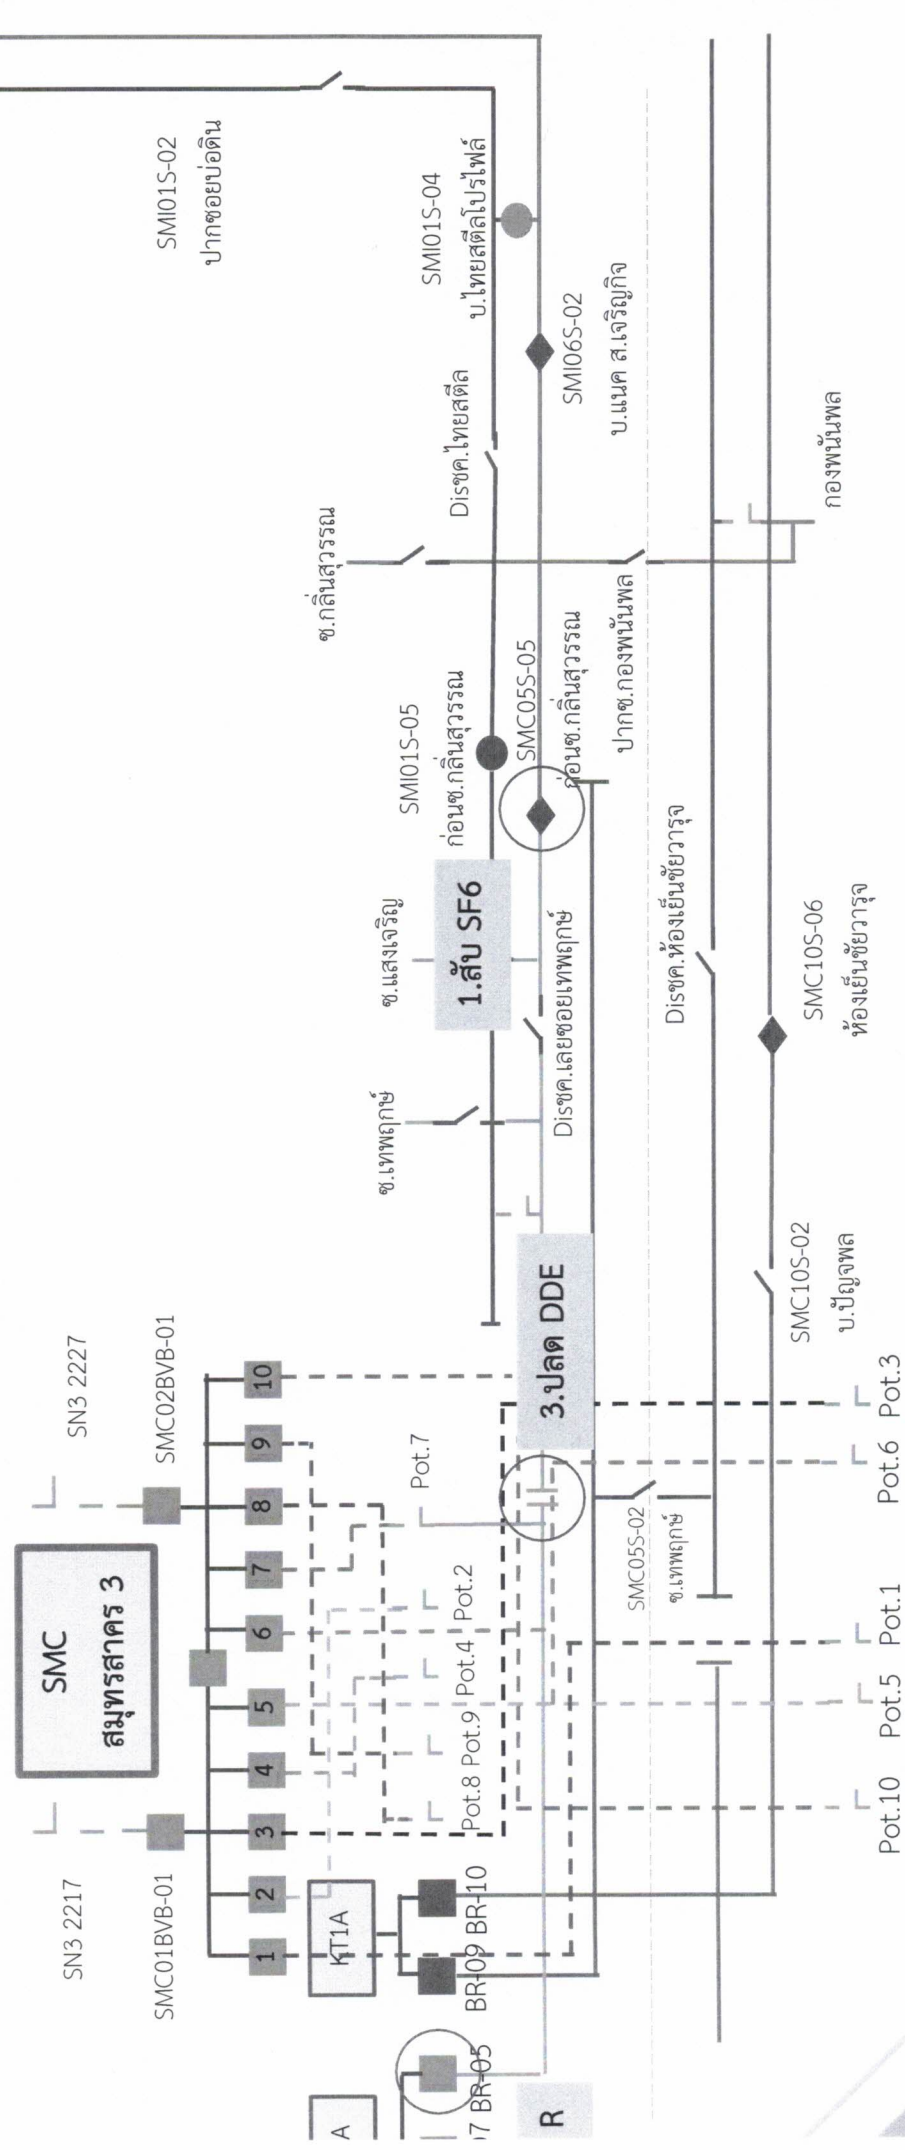 SMC
สมุทรสาคร 3
SN3 2217
SN3 2227
SMC01BVB-01
SMC02BVB-01
1 2 3 4 5 6 7 8 9 10
KT1A
A
BR-05
BR-09 BR-10
Pot.8 Pot.9 Pot.4 Pot.2
Pot.7
R
3.ปลด DDE
1.สับ SF6
ซ.เทพฤกษ์
ซ.แสงเจริญ
Disชค.เลยซอยเทพฤกษ์
SMI01S-05
ก่อนซ.กลิ่นสุวรรณ
SMC05S-05
ก่อนซ.กลิ่นสุวรรณ
ซ.กลิ่นสุวรรณ
Disชค.ไทยสตีล
SMI01S-04
บ.ไทยสตีลโปรไฟล์
SMI01S-02
ปากซอยบ่อดิน
SMI06S-02
บ.แนค ส.เจริญกิจ
ปากซ.กองพนันพล
กองพนันพล
SMC05S-02
ซ.เทพฤกษ์
Disชค.ห้องเย็นชัยวารุจ
SMC10S-02
บ.ปัญจพล
SMC10S-06
ห้องเย็นชัยวารุจ
Pot.10 Pot.5 Pot.1 Pot.6 Pot.3